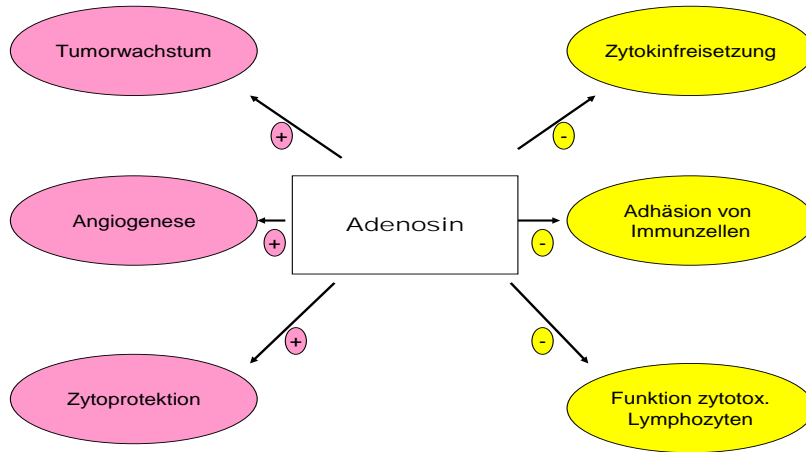 Tumorwachstum
Zytokinfreisetzung
+
-
Angiogenese
Adenosin
Adhäsion von
Immunzellen
+
-
+
-
Zytoprotektion
Funktion zytotox.
Lymphozyten